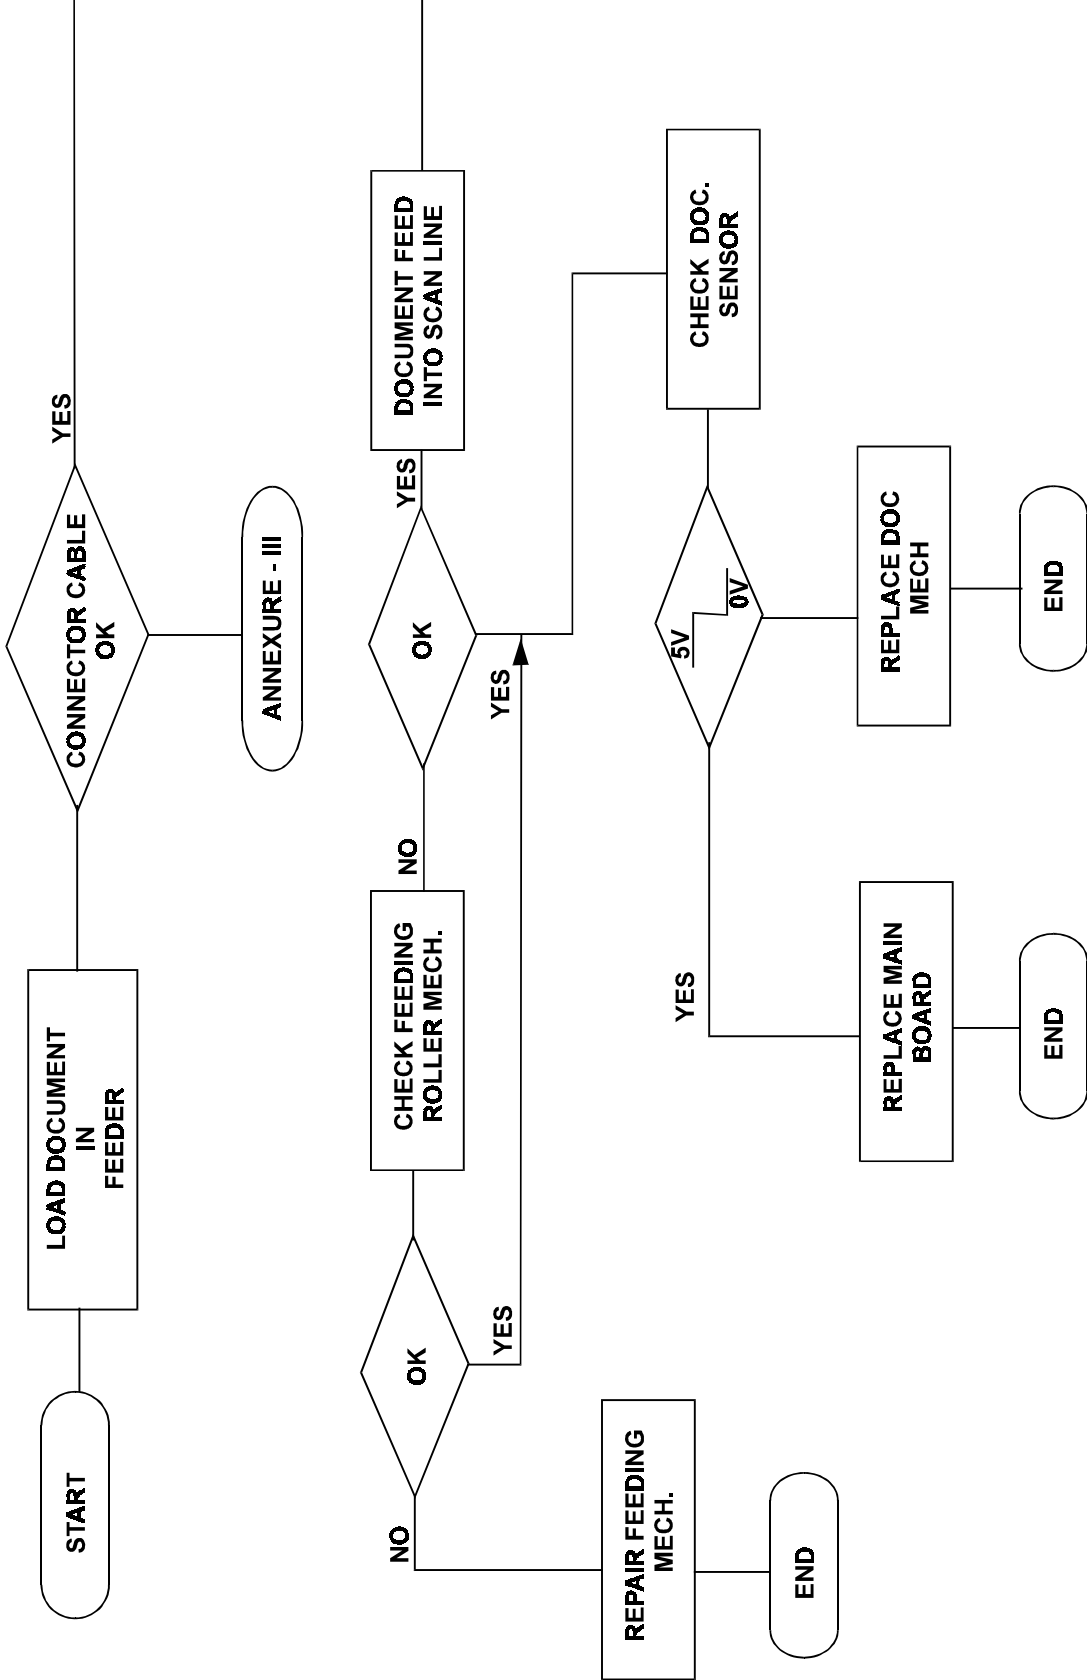 START
LOAD DOCUMENT
IN
FEEDER
CONNECTOR CABLE
OK
YES
ANNEXURE - III
DOCUMENT FEED
INTO SCAN LINE
YES
OK
YES
NO
CHECK FEEDING
ROLLER MECH.
OK
YES
NO
REPAIR FEEDING
MECH.
END
CHECK DOC.
SENSOR
5V
0V
YES
REPLACE MAIN
BOARD
END
REPLACE DOC
MECH
END